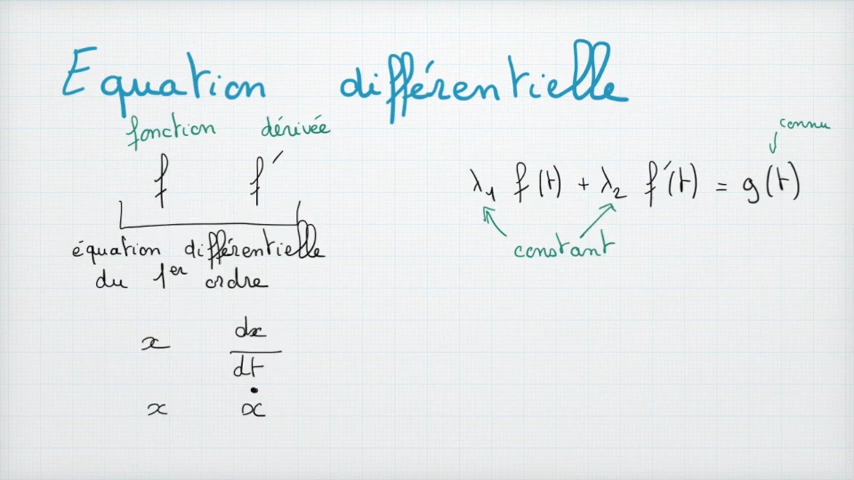 Equation différentielle
fonction dérivée
f f′
équation différentielle
du 1er ordre
x dx/dt
x ẋ
connu
λ₁ f(t) + λ₂ f′(t) = g(t)
constant